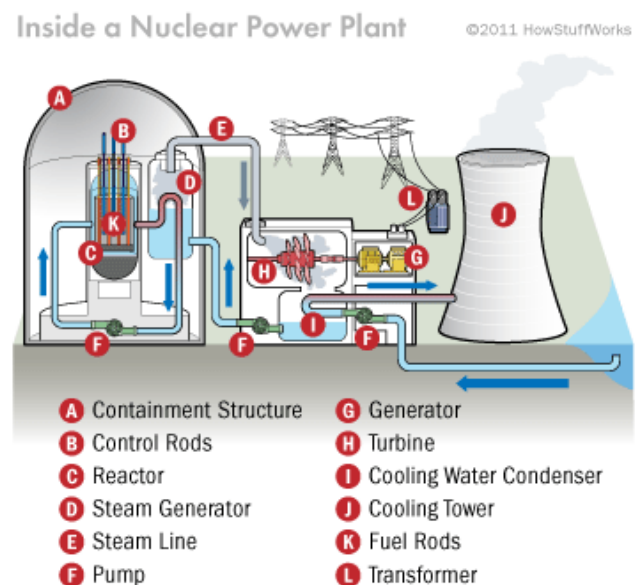 Inside a Nuclear Power Plant
©2011 HowStuffWorks
A
B
E
D
L
K
J
C
G
H
I
F
F
F
A Containment Structure
B Control Rods
C Reactor
D Steam Generator
E Steam Line
F Pump
G Generator
H Turbine
I Cooling Water Condenser
J Cooling Tower
K Fuel Rods
L Transformer